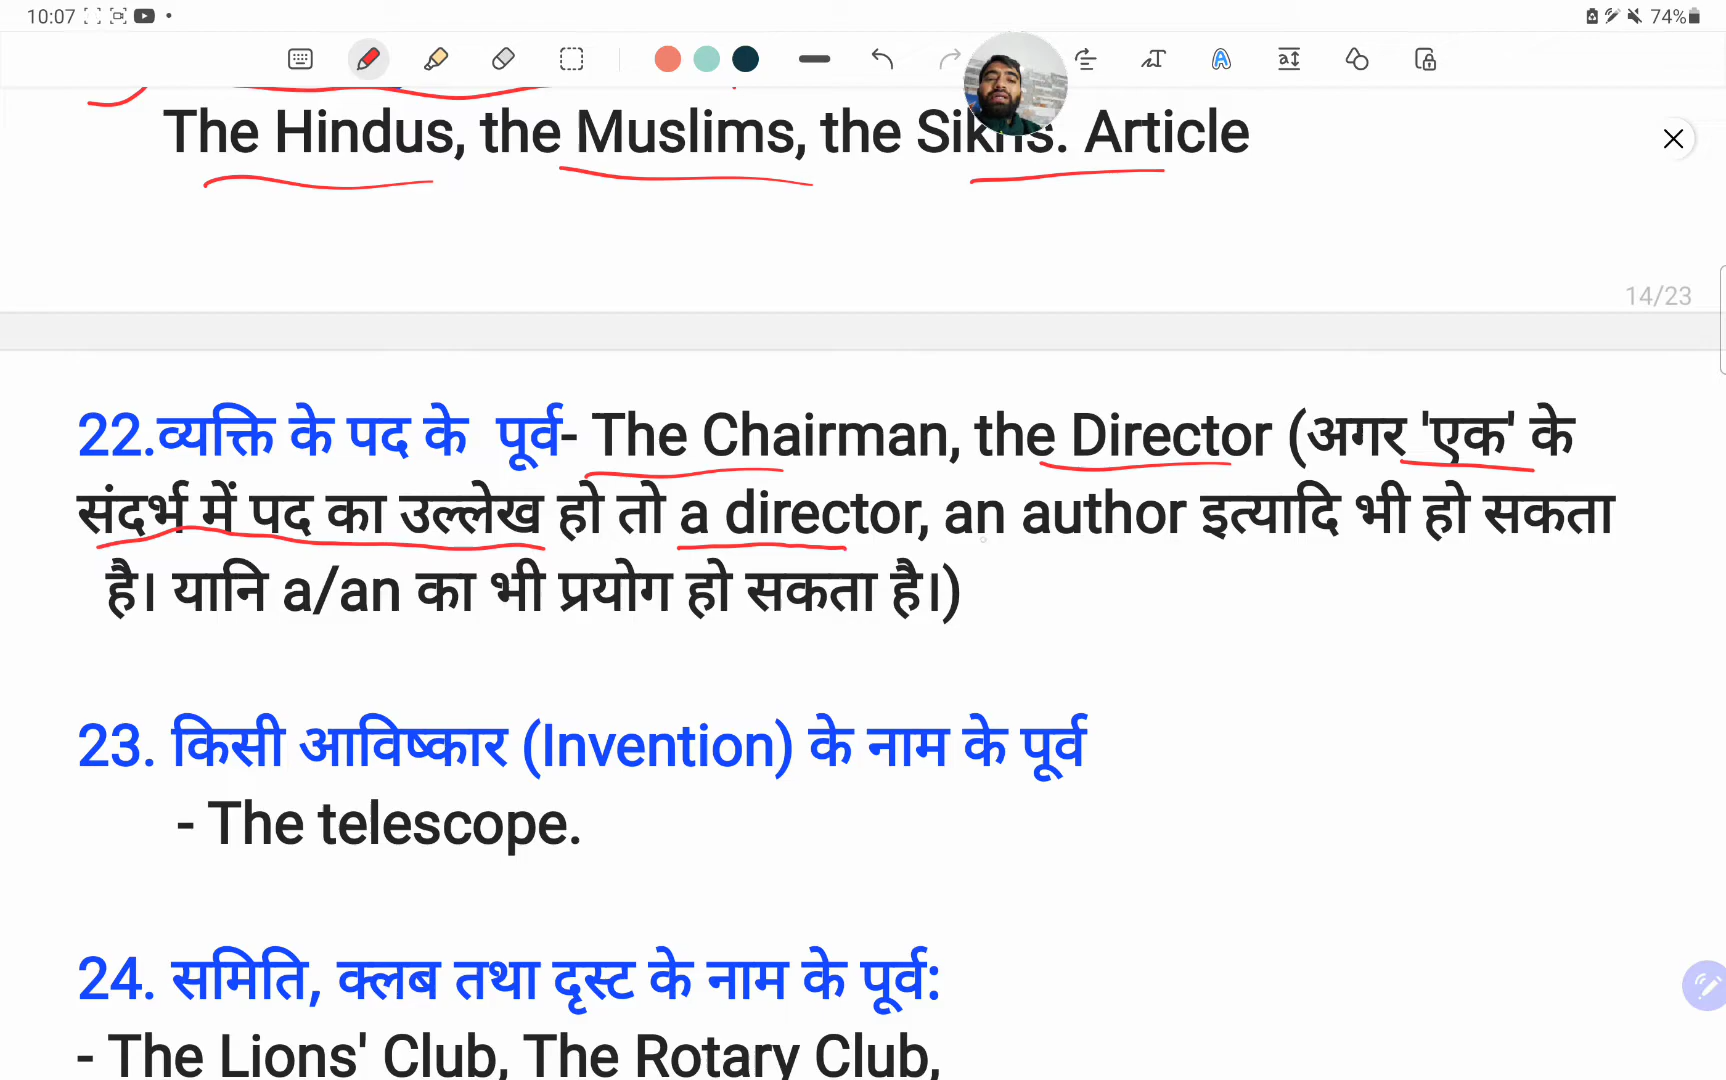 10:07
74%
The Hindus, the Muslims, the Sikhs. Article
14/23
22.व्यक्ति के पद के पूर्व- The Chairman, the Director (अगर 'एक' के
संदर्भ में पद का उल्लेख हो तो a director, an author इत्यादि भी हो सकता
है। यानि a/an का भी प्रयोग हो सकता है।)
23. किसी आविष्कार (Invention) के नाम के पूर्व
- The telescope.
24. समिति, क्लब तथा दृस्ट के नाम के पूर्व:
- The Lions' Club, The Rotary Club,